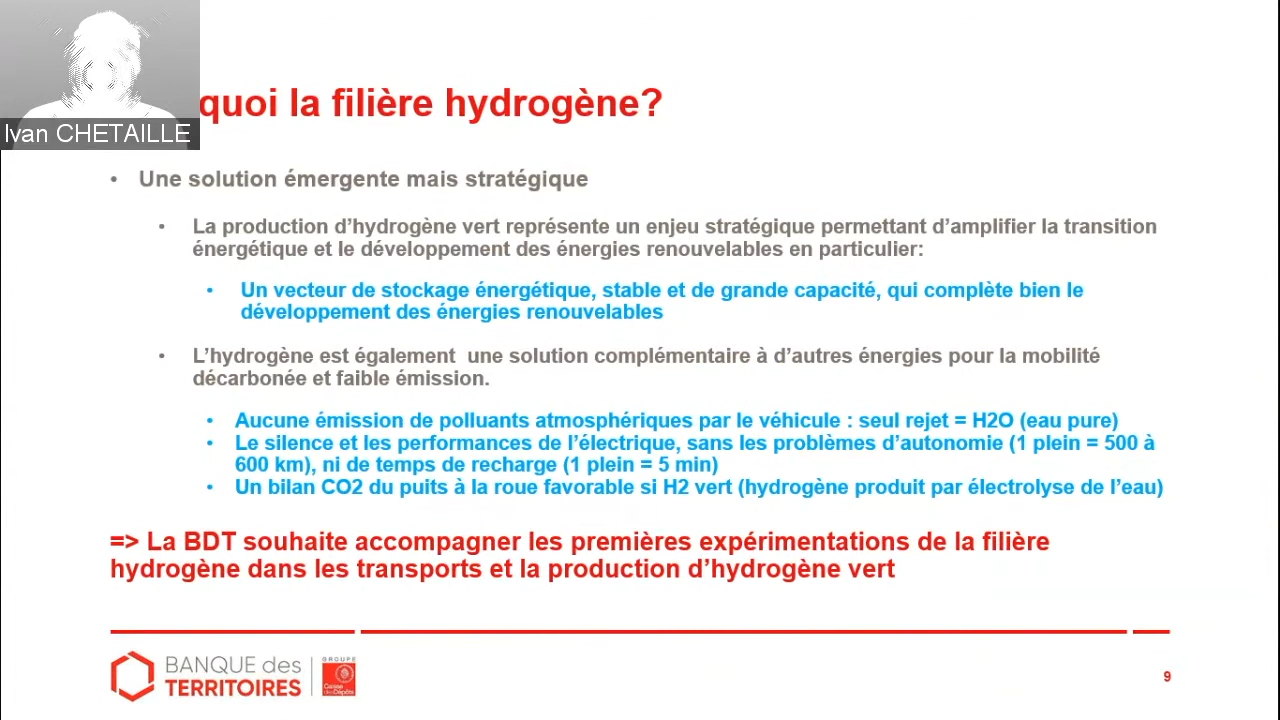 quoi la filière hydrogène?
Ivan CHETAILLE
• Une solution émergente mais stratégique
• La production d’hydrogène vert représente un enjeu stratégique permettant d’amplifier la transition
énergétique et le développement des énergies renouvelables en particulier:
• Un vecteur de stockage énergétique, stable et de grande capacité, qui complète bien le
développement des énergies renouvelables
• L’hydrogène est également une solution complémentaire à d’autres énergies pour la mobilité
décarbonée et faible émission.
• Aucune émission de polluants atmosphériques par le véhicule : seul rejet = H2O (eau pure)
• Le silence et les performances de l’électrique, sans les problèmes d’autonomie (1 plein = 500 à
600 km), ni de temps de recharge (1 plein = 5 min)
• Un bilan CO2 du puits à la roue favorable si H2 vert (hydrogène produit par électrolyse de l’eau)
=> La BDT souhaite accompagner les premières expérimentations de la filière
hydrogène dans les transports et la production d’hydrogène vert
BANQUE des
TERRITOIRES
GROUPE
Caisse
des Dépôts
9